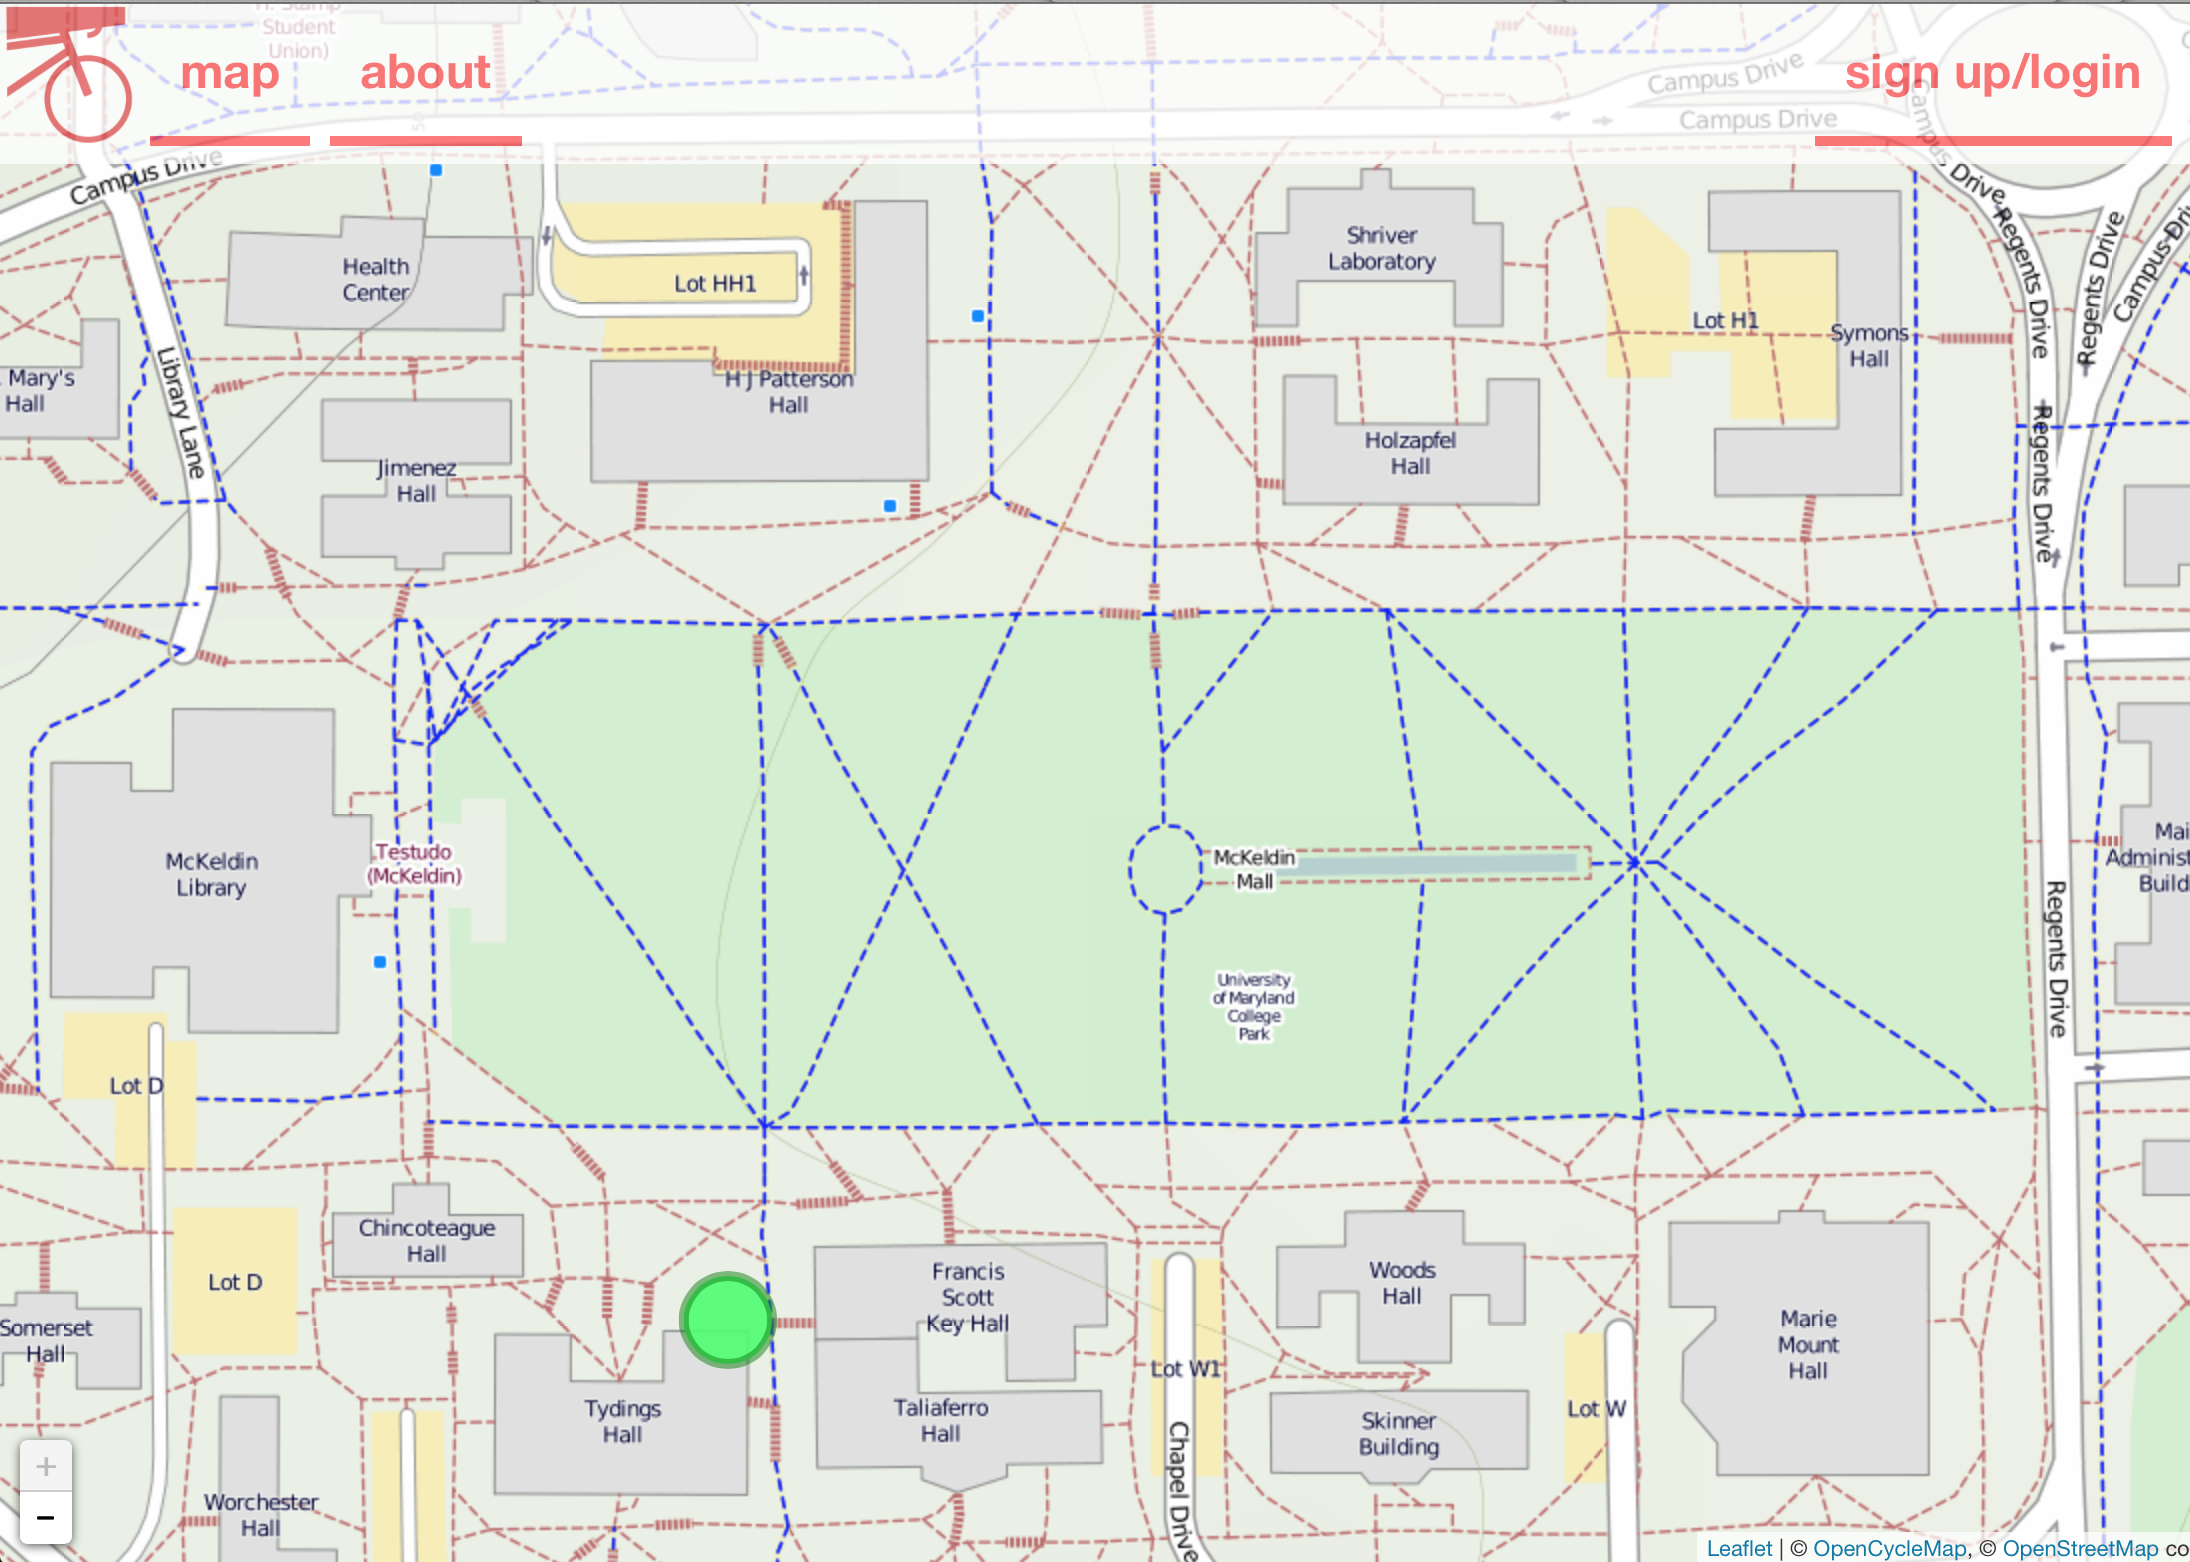 H. Stamp
Student
Union)
map
about
sign up/login
Campus Drive
Campus Drive
Campus Drive
Campus Drive
Campus Drive
Campus Dri
Regents Drive
Regents Drive
Regents Drive
Regents Drive
Library Lane
50
Health
Center
Lot HH1
H J Patterson
Hall
Shriver
Laboratory
Lot H1
Symons
Hall
. Mary's
Hall
Jimenez
Hall
Holzapfel
Hall
McKeldin
Library
Testudo
(McKeldin)
McKeldin
Mall
University
of Maryland
College
Park
Mai
Administ
Build
Lot D
Lot D
Chincoteague
Hall
Somerset
Hall
Francis
Scott
Key Hall
Woods
Hall
Marie
Mount
Hall
Lot W1
Lot W
Tydings
Hall
Taliaferro
Hall
Skinner
Building
Chapel Drive
Worchester
Hall
+
-
Leaflet | © OpenCycleMap, © OpenStreetMap co